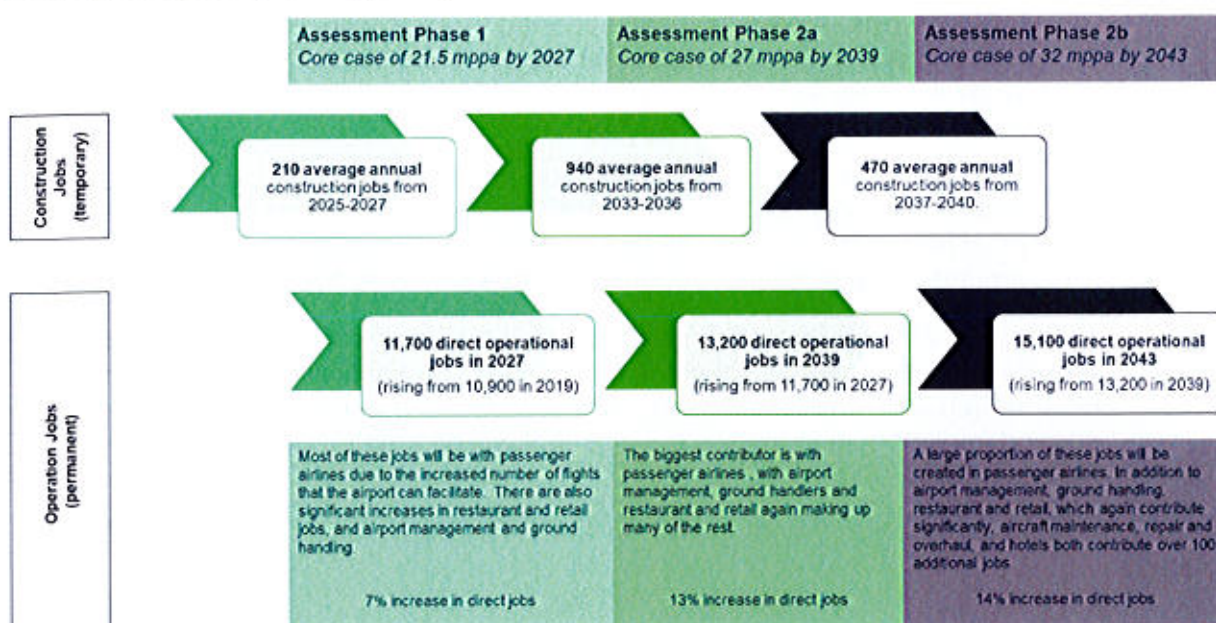 Assessment Phase 1
Core case of 21.5 mppa by 2027
Assessment Phase 2a
Core case of 27 mppa by 2039
Assessment Phase 2b
Core case of 32 mppa by 2043
Construction
Jobs
(temporary)
210 average annual
construction jobs from
2025-2027
940 average annual
construction jobs from
2033-2036
470 average annual
construction jobs from
2037-2040.
Operation Jobs
(permanent)
11,700 direct operational
jobs in 2027
(rising from 10,900 in 2019)
13,200 direct operational
jobs in 2039
(rising from 11,700 in 2027)
15,100 direct operational
jobs in 2043
(rising from 13,200 in 2039)
Most of these jobs will be with passenger
airlines due to the increased number of flights
that the airport can facilitate. There are also
significant increases in restaurant and retail
jobs, and airport management and ground
handling
7% increase in direct jobs
The biggest contributor is with
passenger airlines , with airport
management, ground handlers and
restaurant and retail again making up
many of the rest.
13% increase in direct jobs
A large proportion of these jobs will be
created in passenger airlines. In addition to
airport management, ground handling,
restaurant and retail, which again contribute
significantly, aircraft maintenance, repair and
overhaul, and hotels both contribute over 100
additional jobs
14% increase in direct jobs